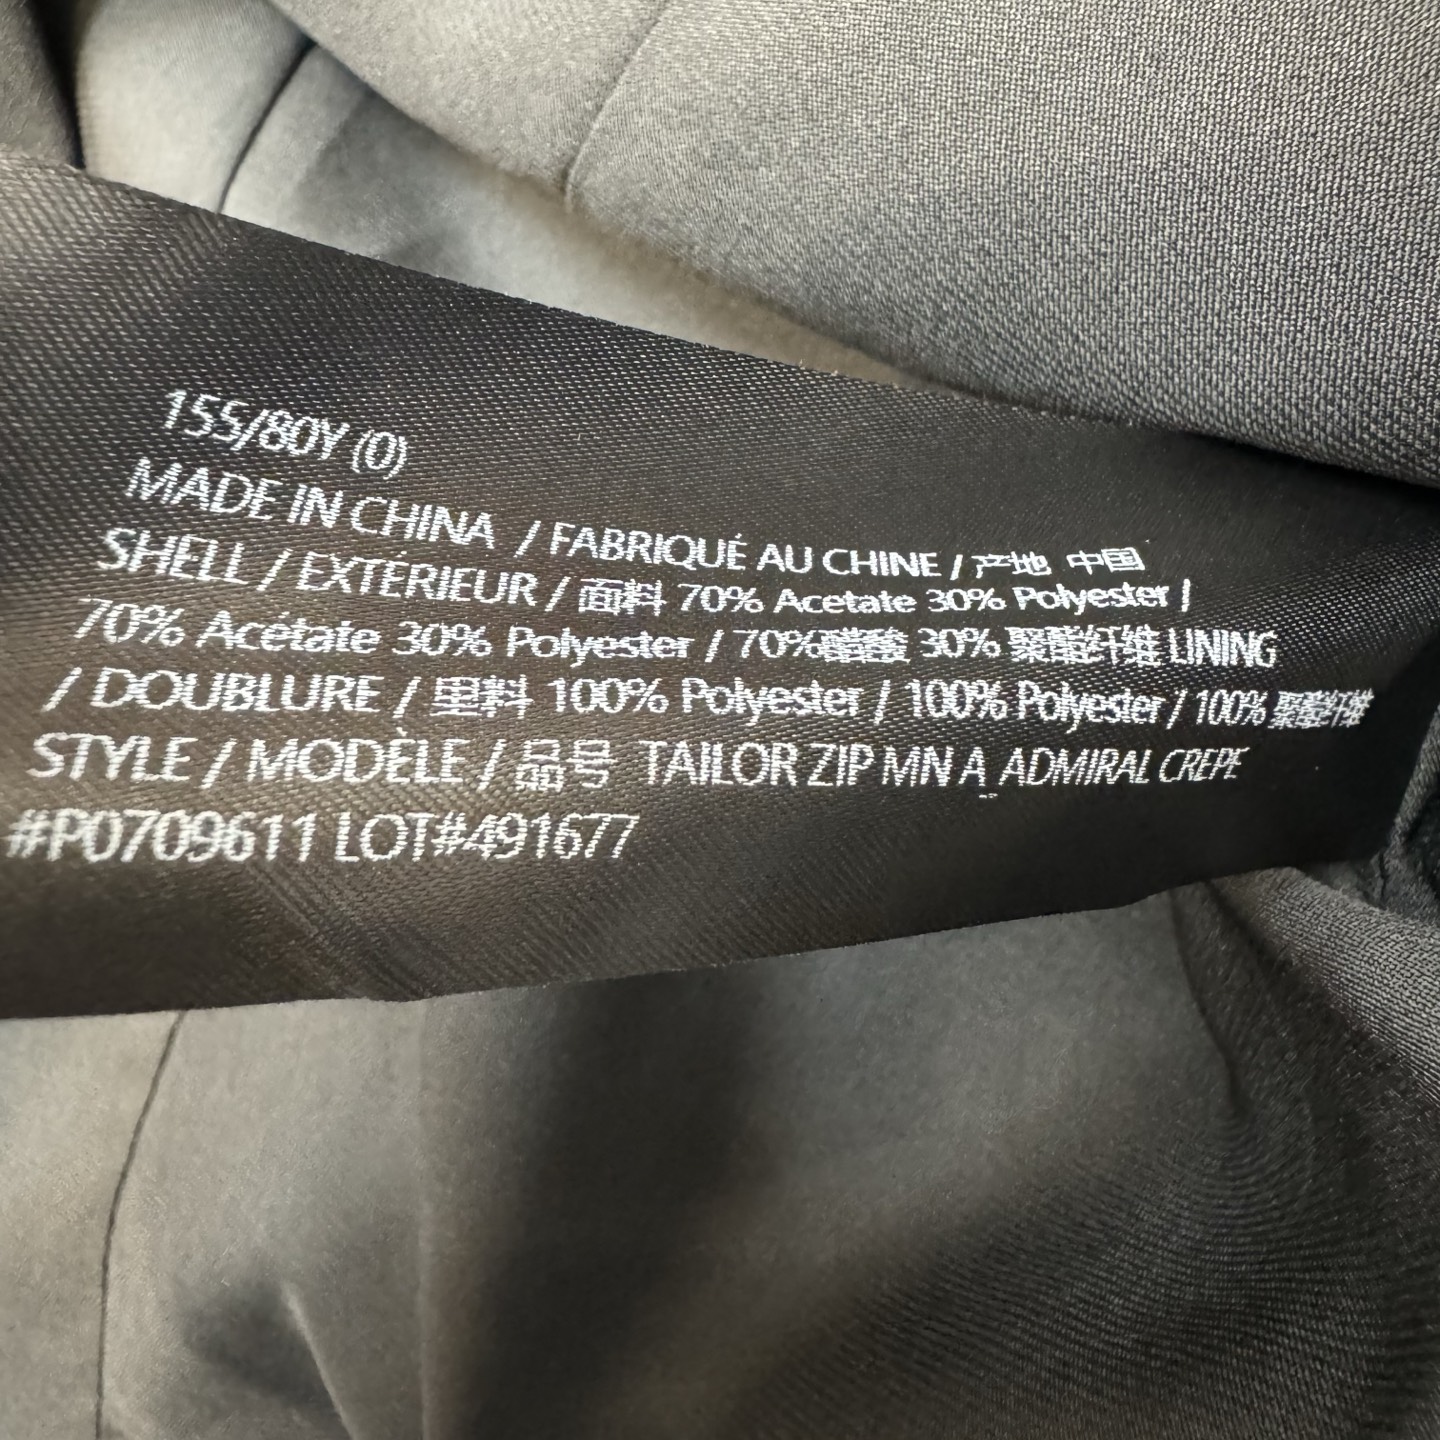 155/80Y (0)
MADE IN CHINA / FABRIQUÉ AU CHINE / 产地 中国
SHELL / EXTÉRIEUR / 面料 70% Acetate 30% Polyester /
70% Acétate 30% Polyester / 70%醋酸 30% 聚酯纤维 LINING
/ DOUBLURE / 里料 100% Polyester / 100% Polyester / 100% 聚酯纤维
STYLE / MODÈLE / 品号 TAILOR ZIP MN A_ADMIRAL CREPE
#P0709611 LOT#491677